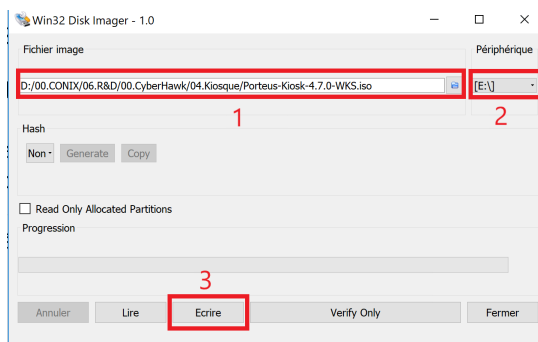 Win32 Disk Imager - 1.0
Fichier image
Périphérique
D:/00.CONIX/06.R&D/00.CyberHawk/04.Kiosque/Porteus-Kiosk-4.7.0-WKS.iso
[E:\]
1
2
Hash
Non
Generate
Copy
Read Only Allocated Partitions
Progression
3
Annuler
Lire
Ecrire
Verify Only
Fermer